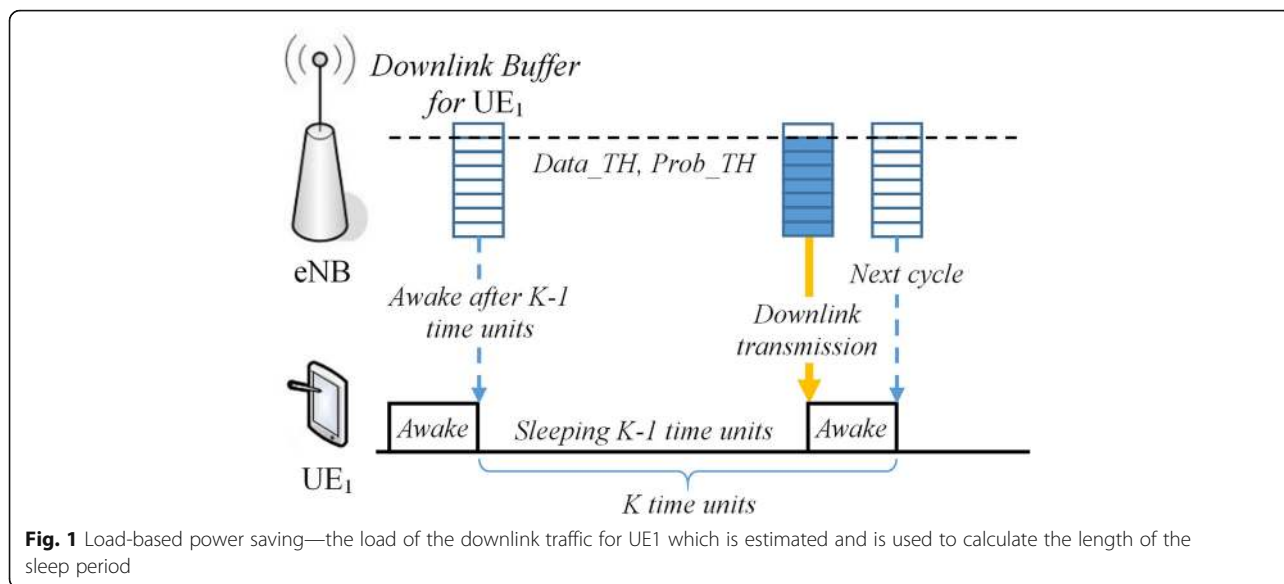 Downlink Buffer
for UE₁
Data_TH, Prob_TH
eNB
Awake after K-1
time units
Next cycle
Downlink
transmission
Awake
Sleeping K-1 time units
Awake
UE₁
K time units
Fig. 1 Load-based power saving—the load of the downlink traffic for UE1 which is estimated and is used to calculate the length of the
sleep period